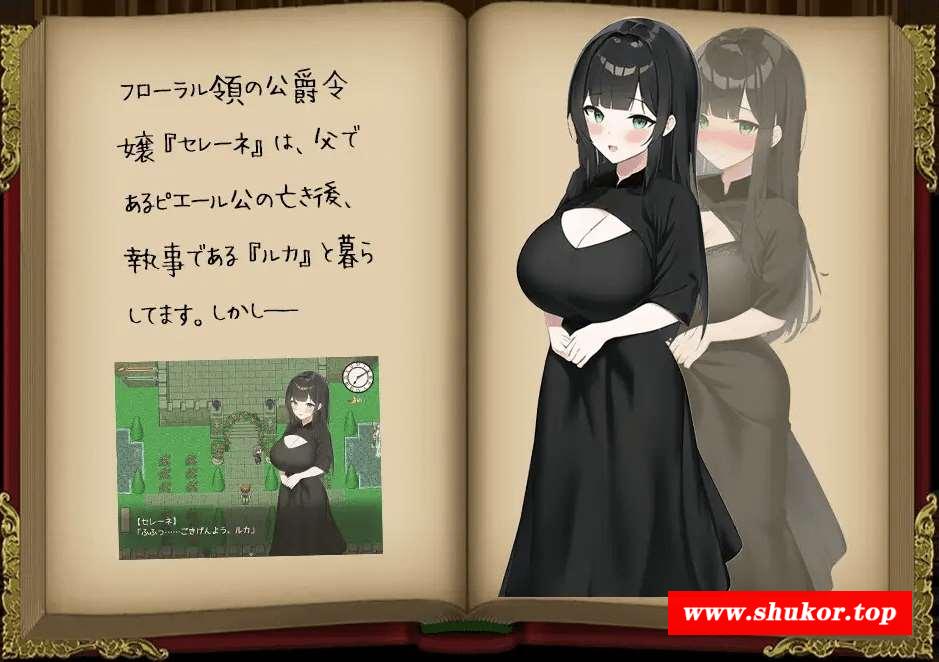 フローラル領の公爵令
嬢『セレーネ』は、父で
あるピエール公の亡き後、
執事である『ルカ』と暮ら
してます。しかし――
【セレーネ】
「ふふっ……ごきげんよう、ルカ」
www.shukor.top